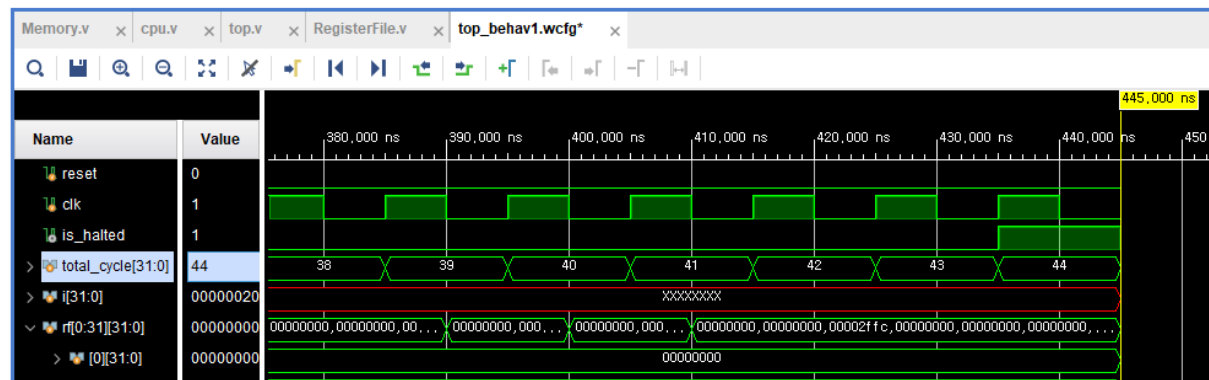 Memory.v × cpu.v × top.v × RegisterFile.v × top_behav1.wcfg* ×
445,000 ns
Name Value 380,000 ns 390,000 ns 400,000 ns 410,000 ns 420,000 ns 430,000 ns 440,000 ns 450
reset 0
clk 1
is_halted 1
total_cycle[31:0] 44 38 39 40 41 42 43 44
i[31:0] 00000020 XXXXXXXX
rf[0:31][31:0] 00000000 00000000,00000000,00... 00000000,000... 00000000,000... 00000000,00000000,00002ffc,00000000,00000000,00000000,...
[0][31:0] 00000000 00000000